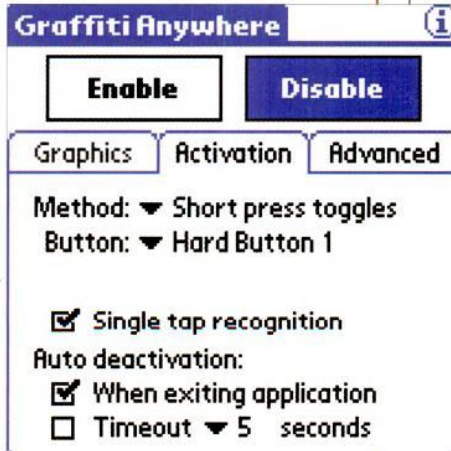 Graffiti Anywhere i
Enable Disable
Graphics Activation Advanced
Method: Short press toggles
Button: Hard Button 1
Single tap recognition
Auto deactivation:
When exiting application
Timeout 5 seconds